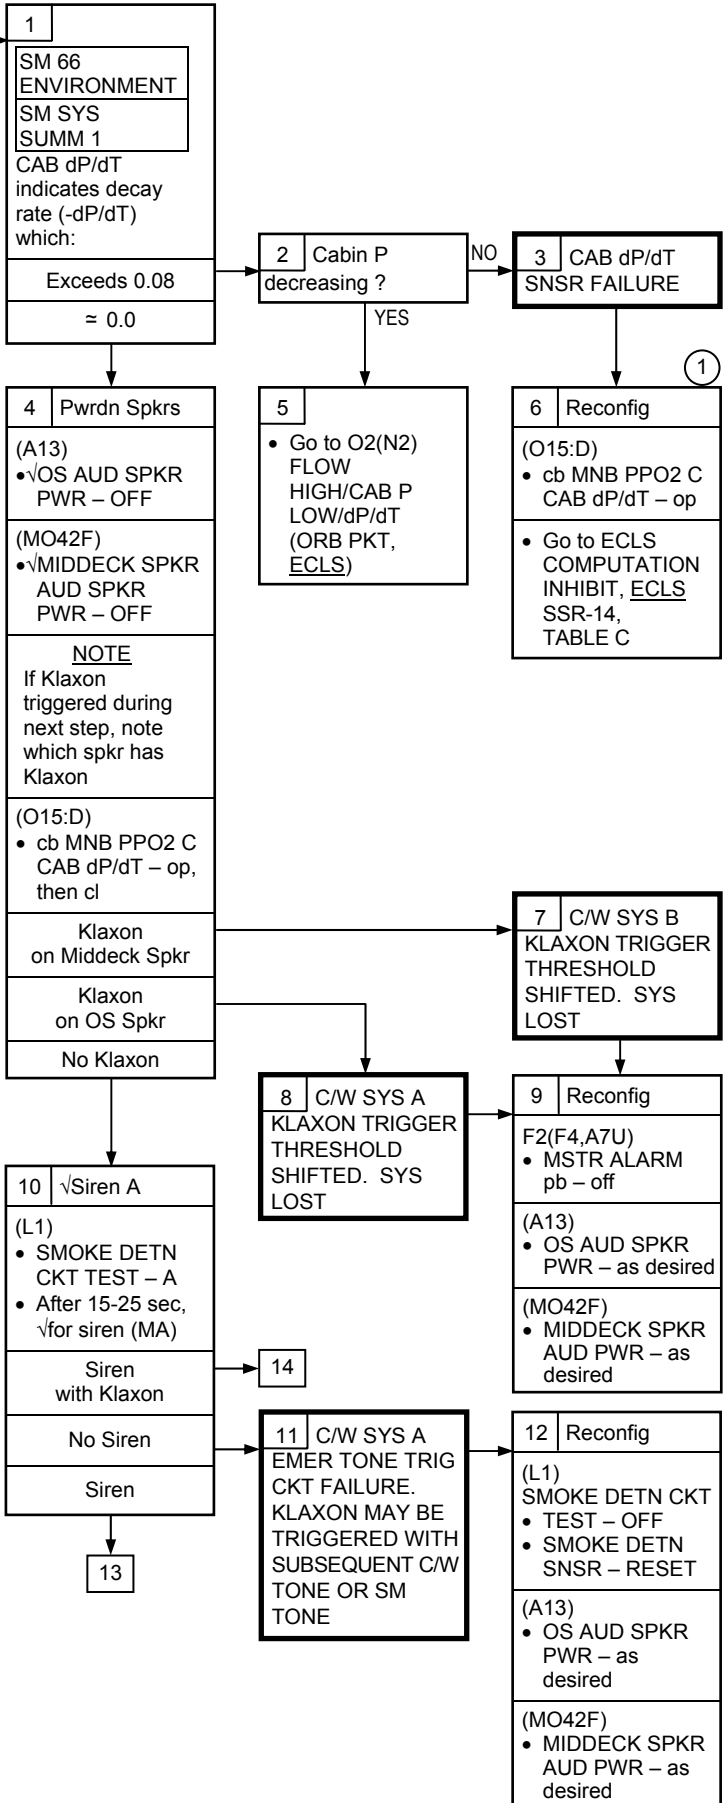 1
SM 66
ENVIRONMENT
SM SYS
SUMM 1
CAB dP/dT
indicates decay
rate (-dP/dT)
which:
Exceeds 0.08
≃ 0.0
2 Cabin P
decreasing ?
NO
YES
3 CAB dP/dT
SNSR FAILURE
4 Pwrdn Spkrs
(A13)
•√OS AUD SPKR
PWR – OFF
(MO42F)
•√MIDDECK SPKR
AUD SPKR
PWR – OFF
NOTE
If Klaxon
triggered during
next step, note
which spkr has
Klaxon
(O15:D)
• cb MNB PPO2 C
CAB dP/dT – op,
then cl
Klaxon
on Middeck Spkr
Klaxon
on OS Spkr
No Klaxon
5
• Go to O2(N2)
FLOW
HIGH/CAB P
LOW/dP/dT
(ORB PKT,
ECLS)
1
6 Reconfig
(O15:D)
• cb MNB PPO2 C
CAB dP/dT – op
• Go to ECLS
COMPUTATION
INHIBIT, ECLS
SSR-14,
TABLE C
7 C/W SYS B
KLAXON TRIGGER
THRESHOLD
SHIFTED. SYS
LOST
8 C/W SYS A
KLAXON TRIGGER
THRESHOLD
SHIFTED. SYS
LOST
9 Reconfig
F2(F4,A7U)
• MSTR ALARM
pb – off
(A13)
• OS AUD SPKR
PWR – as desired
(MO42F)
• MIDDECK SPKR
AUD PWR – as
desired
10 √Siren A
(L1)
• SMOKE DETN
CKT TEST – A
• After 15-25 sec,
√for siren (MA)
Siren
with Klaxon
No Siren
Siren
14
13
11 C/W SYS A
EMER TONE TRIG
CKT FAILURE.
KLAXON MAY BE
TRIGGERED WITH
SUBSEQUENT C/W
TONE OR SM
TONE
12 Reconfig
(L1)
SMOKE DETN CKT
• TEST – OFF
• SMOKE DETN
SNSR – RESET
(A13)
• OS AUD SPKR
PWR – as
desired
(MO42F)
• MIDDECK SPKR
AUD PWR – as
desired